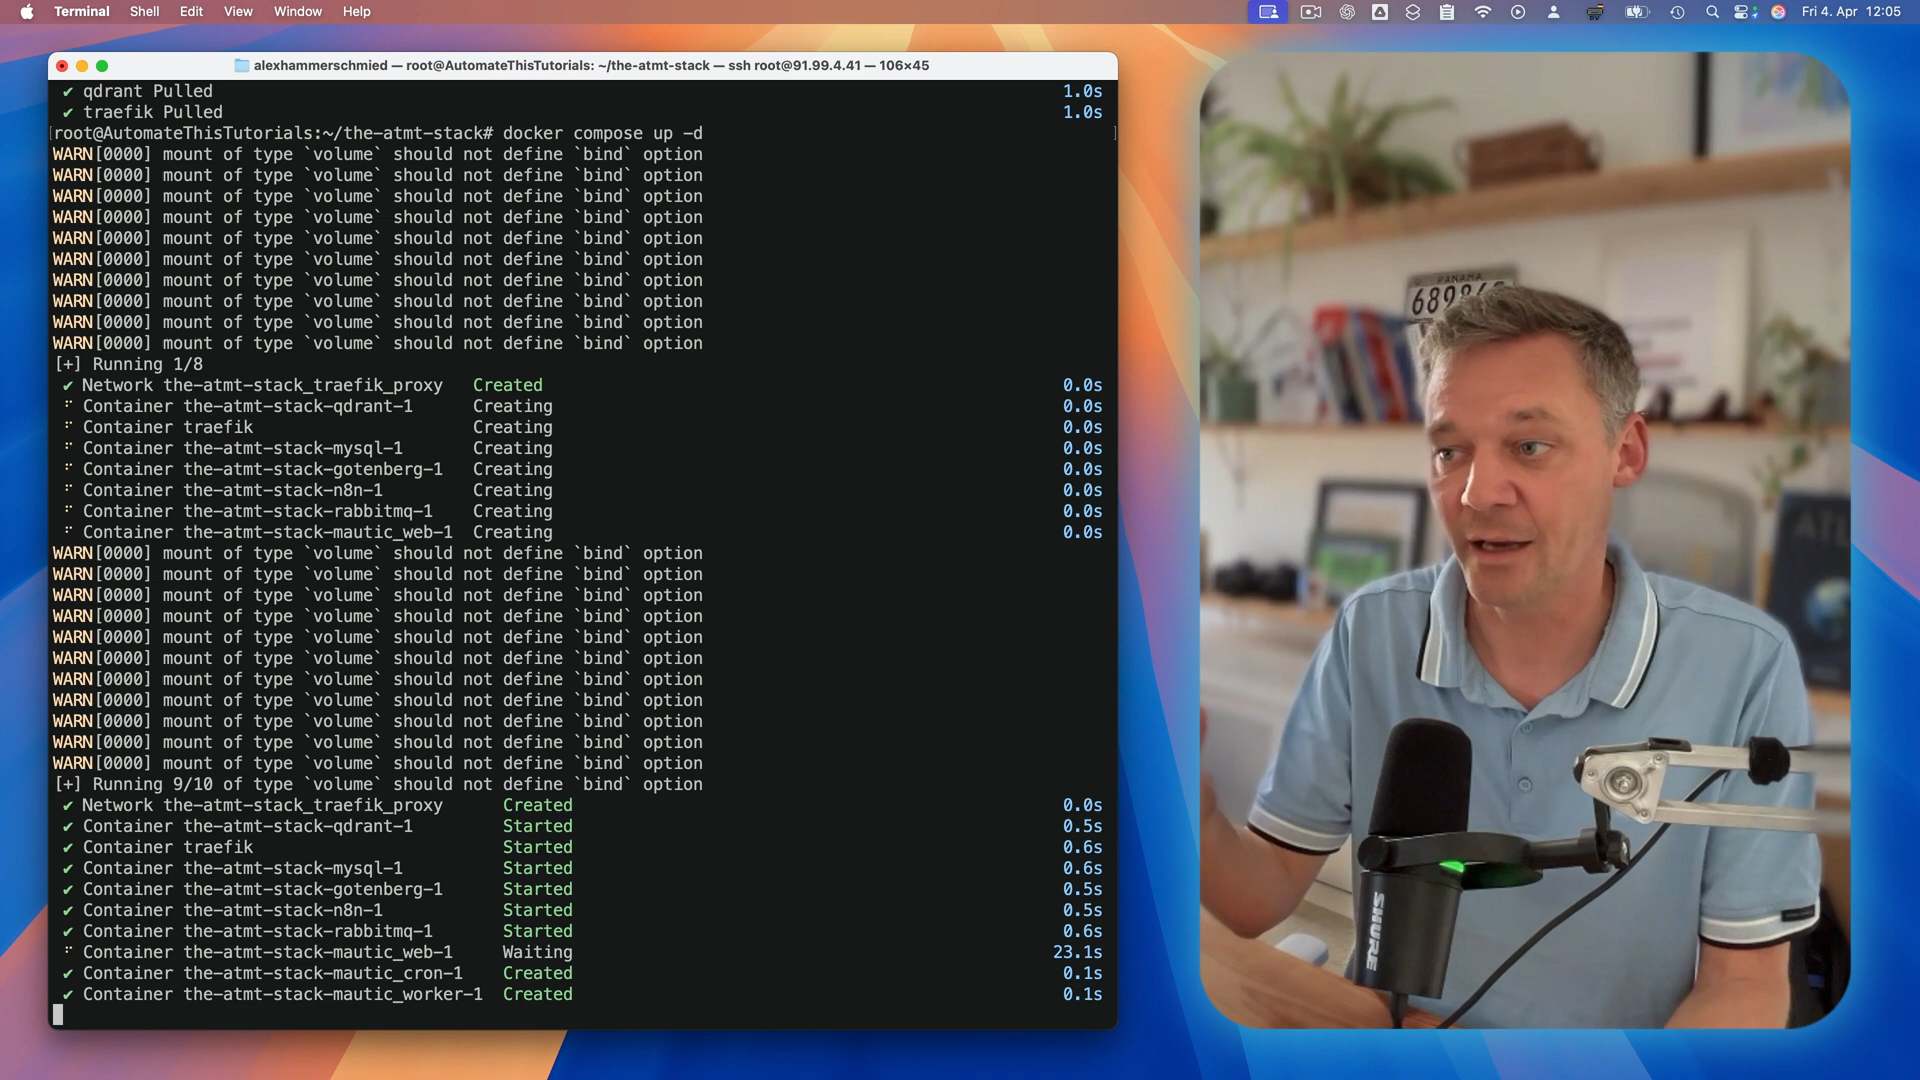 Terminal Shell Edit View Window Help Fri 4. Apr 12:05
alexhammerschmied — root@AutomateThisTutorials: ~/the-atmt-stack — ssh root@91.99.4.41 — 106×45
✔ qdrant Pulled 1.0s
✔ traefik Pulled 1.0s
[root@AutomateThisTutorials:~/the-atmt-stack# docker compose up -d ]
WARN[0000] mount of type `volume` should not define `bind` option
WARN[0000] mount of type `volume` should not define `bind` option
WARN[0000] mount of type `volume` should not define `bind` option
WARN[0000] mount of type `volume` should not define `bind` option
WARN[0000] mount of type `volume` should not define `bind` option
WARN[0000] mount of type `volume` should not define `bind` option
WARN[0000] mount of type `volume` should not define `bind` option
WARN[0000] mount of type `volume` should not define `bind` option
WARN[0000] mount of type `volume` should not define `bind` option
WARN[0000] mount of type `volume` should not define `bind` option
[+] Running 1/8
✔ Network the-atmt-stack_traefik_proxy Created 0.0s
⠋ Container the-atmt-stack-qdrant-1 Creating 0.0s
⠋ Container traefik Creating 0.0s
⠋ Container the-atmt-stack-mysql-1 Creating 0.0s
⠋ Container the-atmt-stack-gotenberg-1 Creating 0.0s
⠋ Container the-atmt-stack-n8n-1 Creating 0.0s
⠋ Container the-atmt-stack-rabbitmq-1 Creating 0.0s
⠋ Container the-atmt-stack-mautic_web-1 Creating 0.0s
WARN[0000] mount of type `volume` should not define `bind` option
WARN[0000] mount of type `volume` should not define `bind` option
WARN[0000] mount of type `volume` should not define `bind` option
WARN[0000] mount of type `volume` should not define `bind` option
WARN[0000] mount of type `volume` should not define `bind` option
WARN[0000] mount of type `volume` should not define `bind` option
WARN[0000] mount of type `volume` should not define `bind` option
WARN[0000] mount of type `volume` should not define `bind` option
WARN[0000] mount of type `volume` should not define `bind` option
WARN[0000] mount of type `volume` should not define `bind` option
WARN[0000] mount of type `volume` should not define `bind` option
[+] Running 9/10 of type `volume` should not define `bind` option
✔ Network the-atmt-stack_traefik_proxy Created 0.0s
✔ Container the-atmt-stack-qdrant-1 Started 0.5s
✔ Container traefik Started 0.6s
✔ Container the-atmt-stack-mysql-1 Started 0.6s
✔ Container the-atmt-stack-gotenberg-1 Started 0.5s
✔ Container the-atmt-stack-n8n-1 Started 0.5s
✔ Container the-atmt-stack-rabbitmq-1 Started 0.6s
⠋ Container the-atmt-stack-mautic_web-1 Waiting 23.1s
✔ Container the-atmt-stack-mautic_cron-1 Created 0.1s
✔ Container the-atmt-stack-mautic_worker-1 Created 0.1s
PANAMA
SHURE